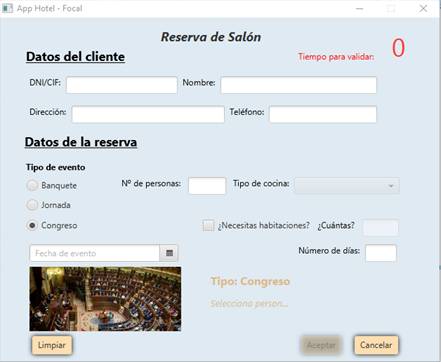 App Hotel - Focal
Reserva de Salón
Datos del cliente
Tiempo para validar: 0
DNI/CIF: Nombre:
Dirección: Teléfono:
Datos de la reserva
Tipo de evento
Banquete Nº de personas: Tipo de cocina:
Jornada
Congreso ¿Necesitas habitaciones? ¿Cuántas?
Fecha de evento Número de días:
Tipo: Congreso
Selecciona person...
Limpiar Aceptar Cancelar